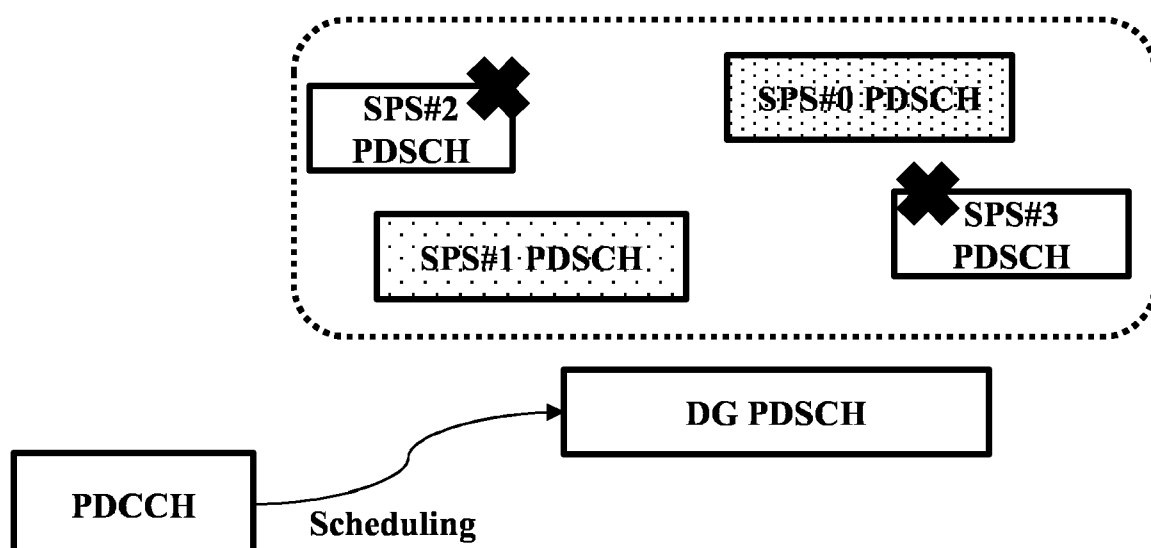 SPS#2
PDSCH
SPS#0 PDSCH
SPS#3
PDSCH
SPS#1 PDSCH
DG PDSCH
PDCCH
Scheduling